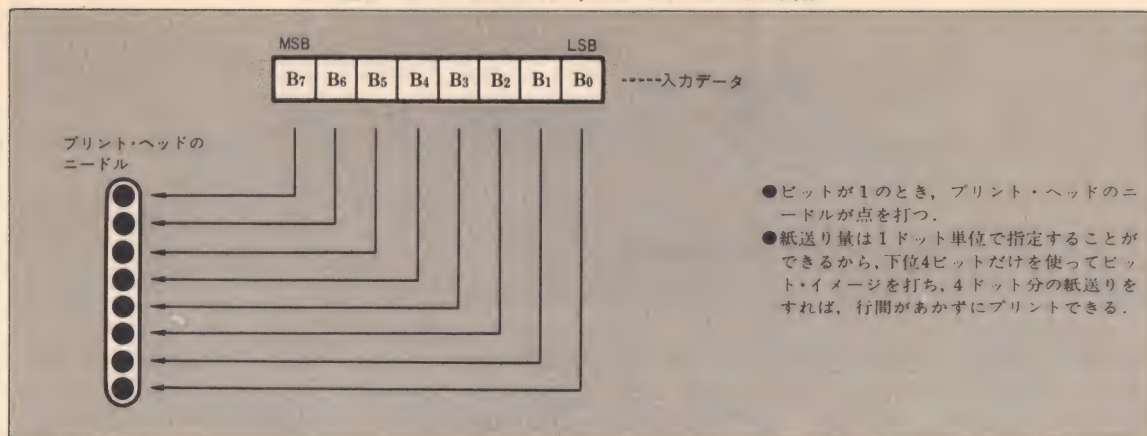 MSB LSB
B7 B6 B5 B4 B3 B2 B1 B0 -----入力データ
プリント・ヘッドの
ニードル
●ビットが1のとき，プリント・ヘッドのニ
ードルが点を打つ．
●紙送り量は1ドット単位で指定することが
できるから，下位4ビットだけを使ってビッ
ト・イメージを打ち，4ドット分の紙送りを
すれば，行間があかずにプリントできる．